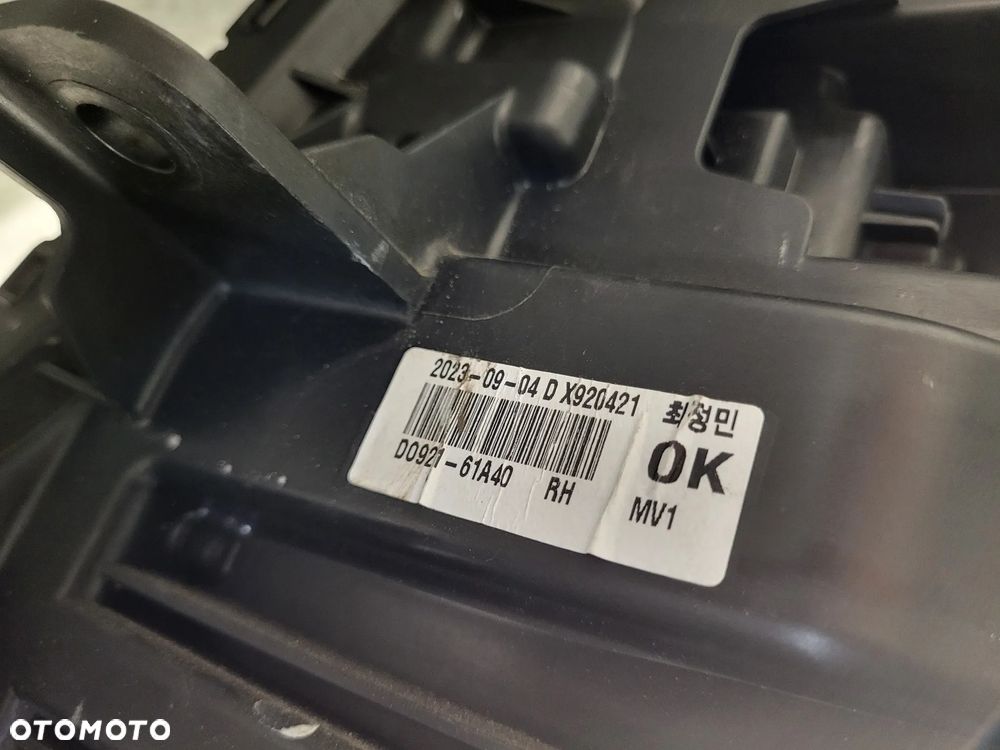 2023-09-04 D X920421
최정민
D0921-61A40 RH
OK
MV1
OTOMOTO